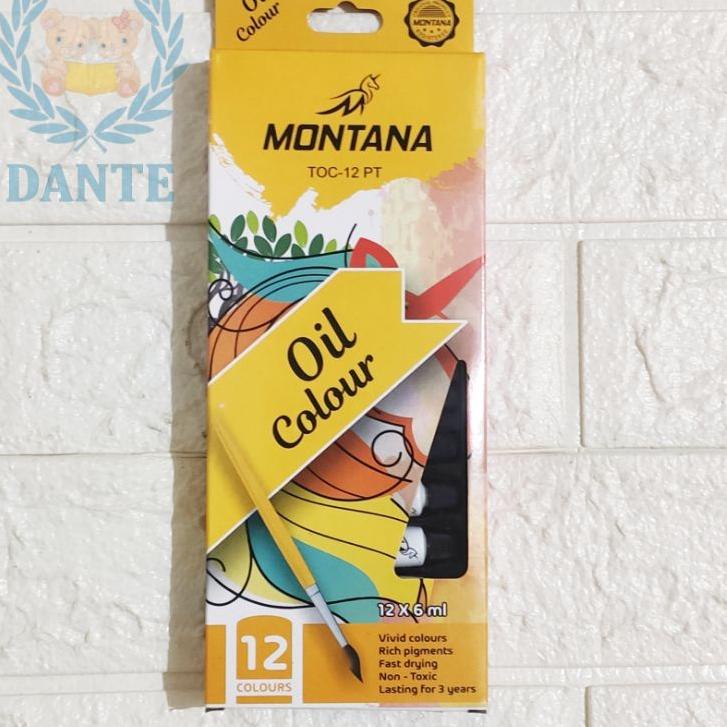 Oil
Colour
MONTANA
DANTE
MONTANA
TOC-12 PT
Oil
Colour
12 X 6 ml
12
COLOURS
Vivid colours
Rich pigments
Fast drying
Non - Toxic
Lasting for 3 years